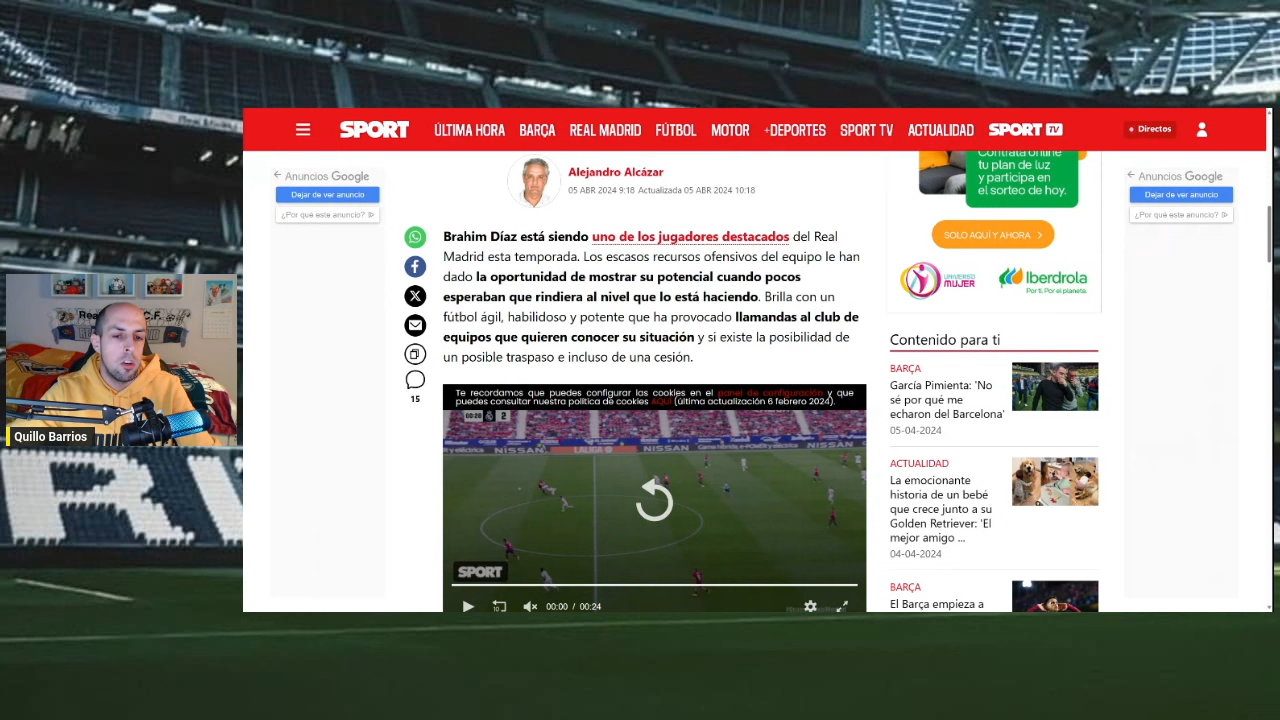 SPORT
ÚLTIMA HORA
BARÇA
REAL MADRID
FÚTBOL
MOTOR
+DEPORTES
SPORT TV
ACTUALIDAD
SPORT TV
Directos
Anuncios Google
Dejar de ver anuncio
¿Por qué este anuncio?
Alejandro Alcázar
05 ABR 2024 9:18 Actualizada 05 ABR 2024 10:18
Brahim Díaz está siendo uno de los jugadores destacados del Real
Madrid esta temporada. Los escasos recursos ofensivos del equipo le han
dado la oportunidad de mostrar su potencial cuando pocos
esperaban que rindiera al nivel que lo está haciendo. Brilla con un
fútbol ágil, habilidoso y potente que ha provocado llamandas al club de
equipos que quieren conocer su situación y si existe la posibilidad de
un posible traspaso e incluso de una cesión.
15
Te recordamos que puedes configurar las cookies en el panel de configuración y que
puedes consultar nuestra política de cookies AQUÍ (última actualización 6 febrero 2024).
00:28
2
NISSAN
LALIGA
NISSAN
NISSAN
SPORT
10
00:00 / 00:24
Contrata online
tu plan de luz
y participa en
el sorteo de hoy.
SOLO AQUÍ Y AHORA
UNIVERSO
MUJER
Iberdrola
Por ti. Por el planeta.
Contenido para ti
BARÇA
García Pimienta: 'No
sé por qué me
echaron del Barcelona'
05-04-2024
ACTUALIDAD
La emocionante
historia de un bebé
que crece junto a su
Golden Retriever: 'El
mejor amigo ...
04-04-2024
BARÇA
El Barça empieza a
Anuncios Google
Dejar de ver anuncio
¿Por qué este anuncio?
Quillo Barrios